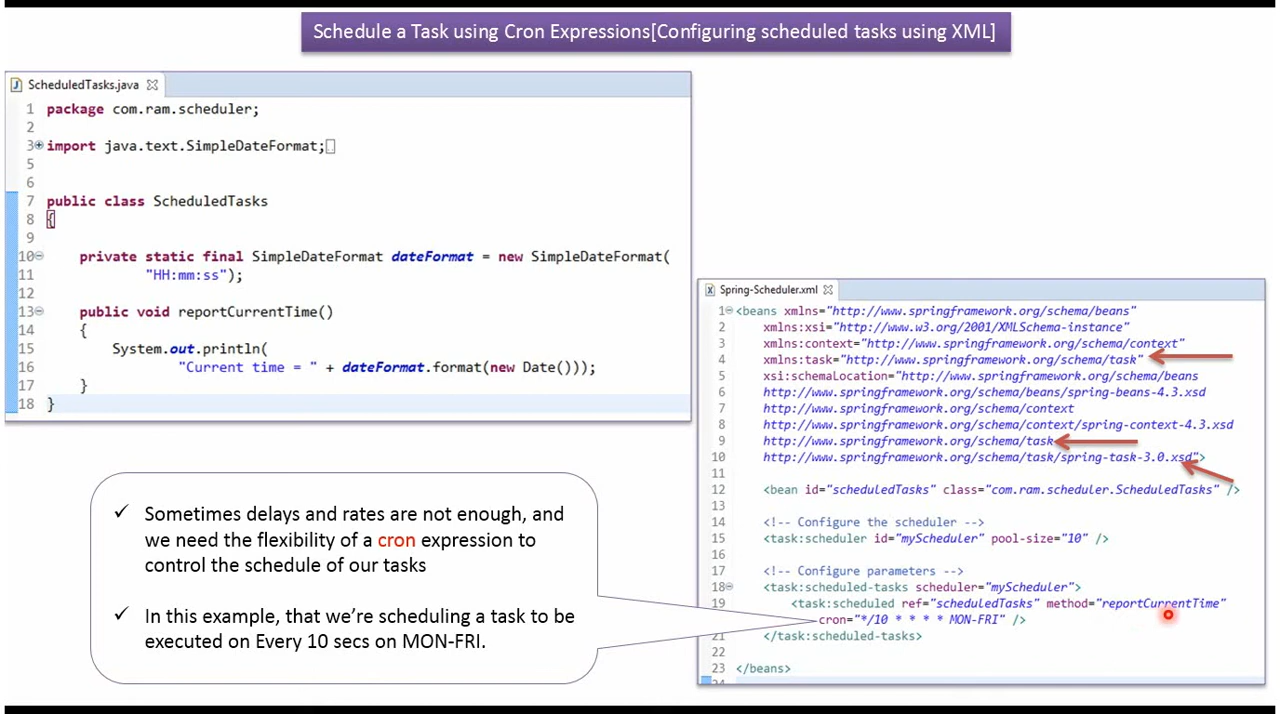 Schedule a Task using Cron Expressions[Configuring scheduled tasks using XML]
ScheduledTasks.java
1 package com.ram.scheduler;
2
3 import java.text.SimpleDateFormat;
5
6
7 public class ScheduledTasks
8 {
9
10 private static final SimpleDateFormat dateFormat = new SimpleDateFormat(
11 "HH:mm:ss");
12
13 public void reportCurrentTime()
14 {
15 System.out.println(
16 "Current time = " + dateFormat.format(new Date()));
17 }
18 }
Spring-Scheduler.xml
1 <beans xmlns="http://www.springframework.org/schema/beans"
2 xmlns:xsi="http://www.w3.org/2001/XMLSchema-instance"
3 xmlns:context="http://www.springframework.org/schema/context"
4 xmlns:task="http://www.springframework.org/schema/task"
5 xsi:schemaLocation="http://www.springframework.org/schema/beans
6 http://www.springframework.org/schema/beans/spring-beans-4.3.xsd
7 http://www.springframework.org/schema/context
8 http://www.springframework.org/schema/context/spring-context-4.3.xsd
9 http://www.springframework.org/schema/task
10 http://www.springframework.org/schema/task/spring-task-3.0.xsd">
11
12 <bean id="scheduledTasks" class="com.ram.scheduler.ScheduledTasks" />
13
14 <!-- Configure the scheduler -->
15 <task:scheduler id="myScheduler" pool-size="10" />
16
17 <!-- Configure parameters -->
18 <task:scheduled-tasks scheduler="myScheduler">
19 <task:scheduled ref="scheduledTasks" method="reportCurrentTime"
cron="*/10 * * * * MON-FRI" />
21 </task:scheduled-tasks>
22
23 </beans>
24
✓ Sometimes delays and rates are not enough, and
we need the flexibility of a cron expression to
control the schedule of our tasks
✓ In this example, that we're scheduling a task to be
executed on Every 10 secs on MON-FRI.